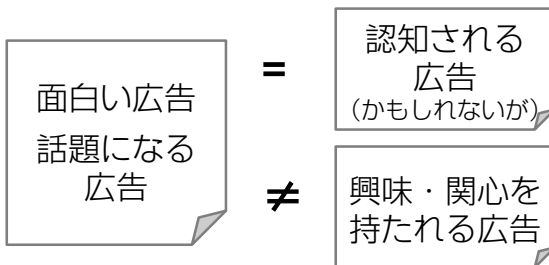 面白い広告
話題になる
広告
=
認知される
広告
（かもしれないが）
≠
興味・関心を
持たれる広告